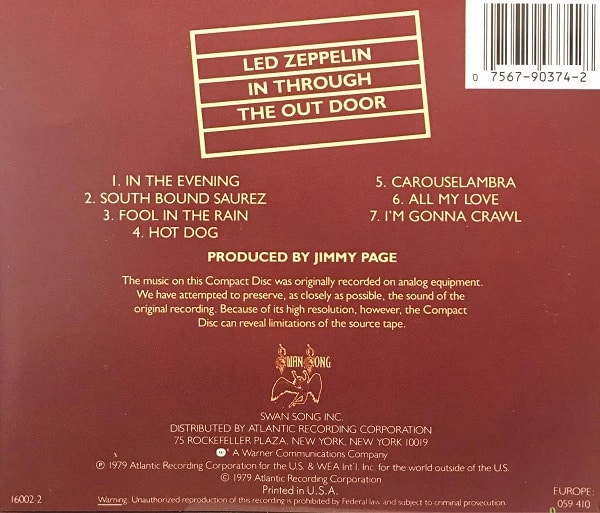 0 7567-90374-2
LED ZEPPELIN
IN THROUGH
THE OUT DOOR
1. IN THE EVENING
2. SOUTH BOUND SAUREZ
3. FOOL IN THE RAIN
4. HOT DOG
5. CAROUSELAMBRA
6. ALL MY LOVE
7. I'M GONNA CRAWL
PRODUCED BY JIMMY PAGE
The music on this Compact Disc was originally recorded on analog equipment.
We have attempted to preserve, as closely as possible, the sound of the
original recording. Because of its high resolution, however, the Compact
Disc can reveal limitations of the source tape.
SWAN SONG
SWAN SONG INC.
DISTRIBUTED BY ATLANTIC RECORDING CORPORATION
75 ROCKEFELLER PLAZA, NEW YORK, NEW YORK 10019
A Warner Communications Company
℗ 1979 Atlantic Recording Corporation for the U.S. & WEA Int'l. Inc. for the world outside of the U.S.
© 1979 Atlantic Recording Corporation
Printed in U.S.A.
16002-2
Warning: Unauthorized reproduction of this recording is prohibited by Federal law and subject to criminal prosecution.
EUROPE:
059 410